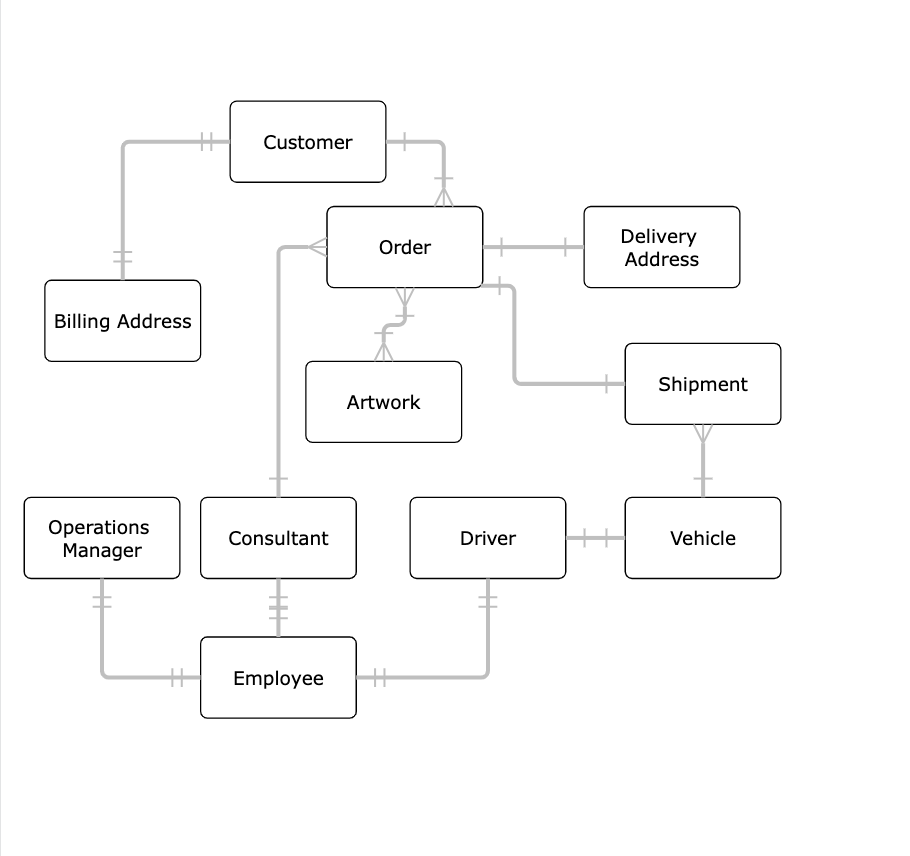 Customer
Order
Delivery
Address
Billing Address
Shipment
Artwork
Operations
Manager
Consultant
Driver
Vehicle
Employee